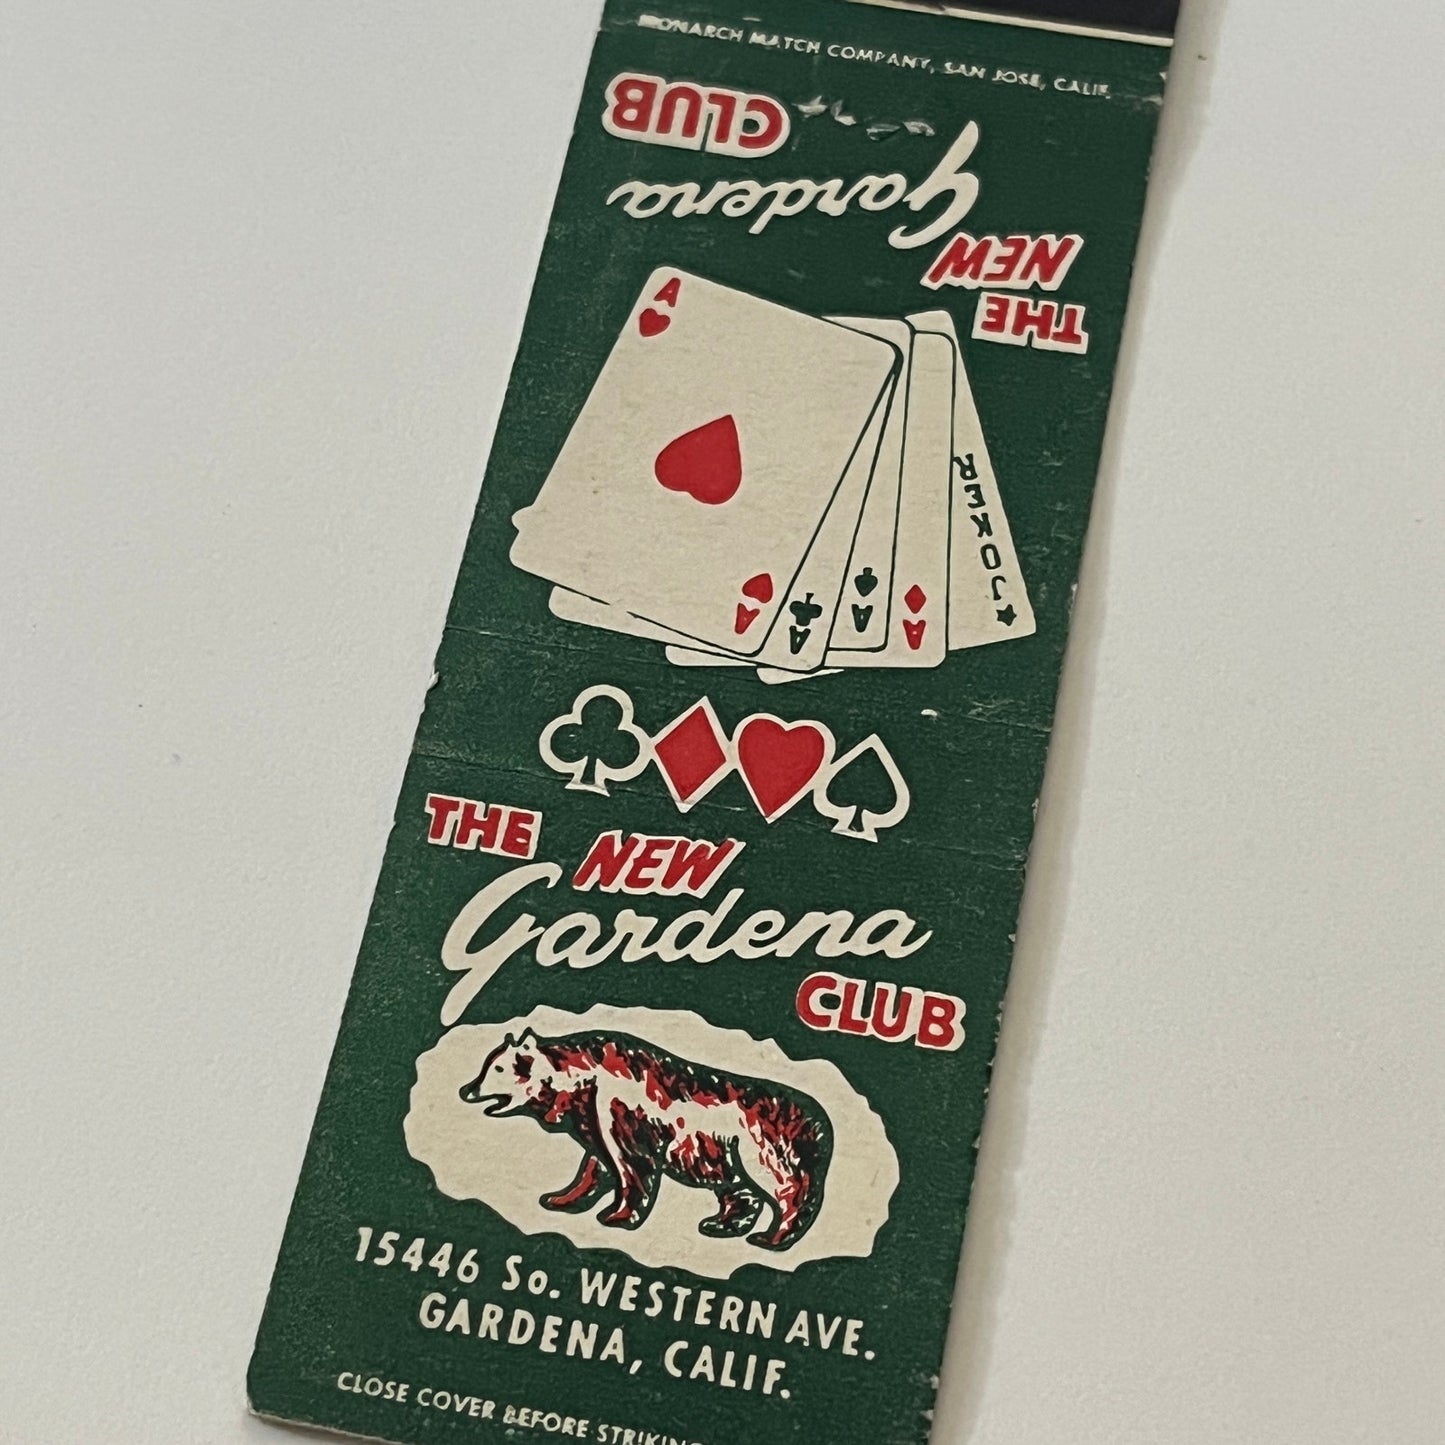 MONARCH MATCH COMPANY, SAN JOSE, CALIF.
THE
NEW
Gardena
CLUB
A
A
A
A
A
JOKER
THE NEW
Gardena
CLUB
15446 So. WESTERN AVE.
GARDENA, CALIF.
CLOSE COVER BEFORE STRIKING